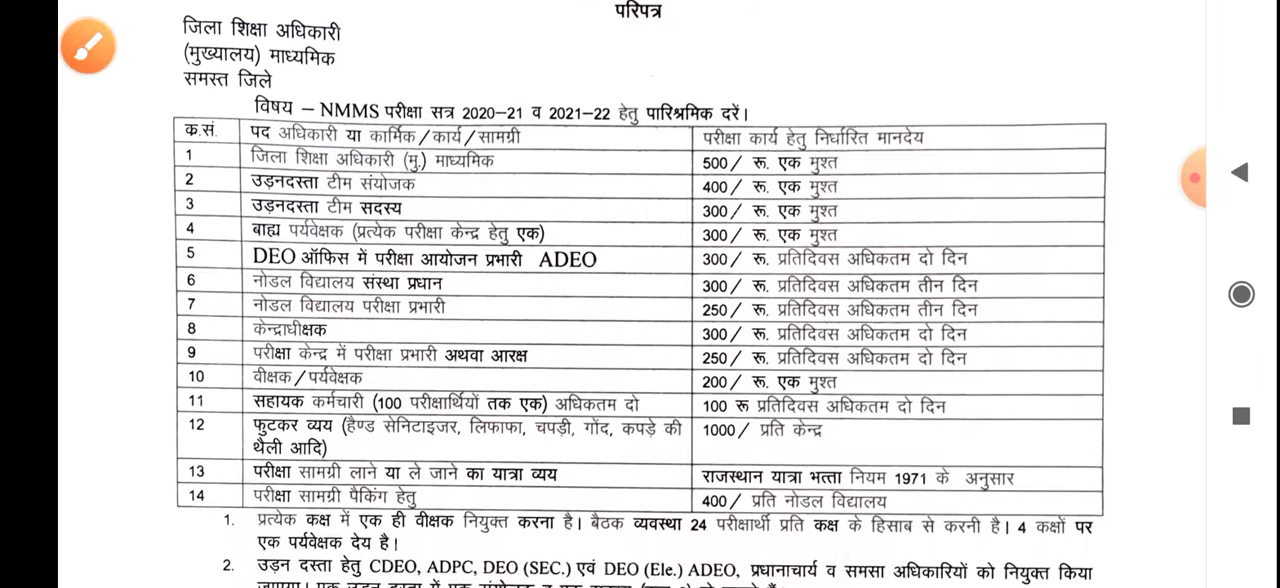 परिपत्र
जिला शिक्षा अधिकारी
(मुख्यालय) माध्यमिक
समस्त जिले
विषय – NMMS परीक्षा सत्र 2020–21 व 2021–22 हेतु पारिश्रमिक दरें।
क.सं. पद अधिकारी या कार्मिक/कार्य/सामग्री परीक्षा कार्य हेतु निर्धारित मानदेय
1 जिला शिक्षा अधिकारी (मु.) माध्यमिक 500/ रू. एक मुश्त
2 उड़नदस्ता टीम संयोजक 400/ रू. एक मुश्त
3 उड़नदस्ता टीम सदस्य 300/ रू. एक मुश्त
4 बाह्य पर्यवेक्षक (प्रत्येक परीक्षा केन्द्र हेतु एक) 300/ रू. एक मुश्त
5 DEO ऑफिस में परीक्षा आयोजन प्रभारी ADEO 300/ रू. प्रतिदिवस अधिकतम दो दिन
6 नोडल विद्यालय संस्था प्रधान 300/ रू. प्रतिदिवस अधिकतम तीन दिन
7 नोडल विद्यालय परीक्षा प्रभारी 250/ रू. प्रतिदिवस अधिकतम तीन दिन
8 केन्द्राधीक्षक 300/ रू. प्रतिदिवस अधिकतम दो दिन
9 परीक्षा केन्द्र में परीक्षा प्रभारी अथवा आरक्ष 250/ रू. प्रतिदिवस अधिकतम दो दिन
10 वीक्षक/पर्यवेक्षक 200/ रू. एक मुश्त
11 सहायक कर्मचारी (100 परीक्षार्थियों तक एक) अधिकतम दो 100 रू प्रतिदिवस अधिकतम दो दिन
12 फुटकर व्यय (हैण्ड सेनिटाइजर, लिफाफा, चपड़ी, गोंद, कपड़े की 1000/ प्रति केन्द्र
थैली आदि)
13 परीक्षा सामग्री लाने या ले जाने का यात्रा व्यय राजस्थान यात्रा भत्ता नियम 1971 के अनुसार
14 परीक्षा सामग्री पैकिंग हेतु 400/ प्रति नोडल विद्यालय
1. प्रत्येक कक्ष में एक ही वीक्षक नियुक्त करना है। बैठक व्यवस्था 24 परीक्षार्थी प्रति कक्ष के हिसाब से करनी है। 4 कक्षों पर
एक पर्यवेक्षक देय है।
2. उड़न दस्ता हेतु CDEO, ADPC, DEO (SEC.) एवं DEO (Ele.) ADEO, प्रधानाचार्य व समसा अधिकारियों को नियुक्त किया